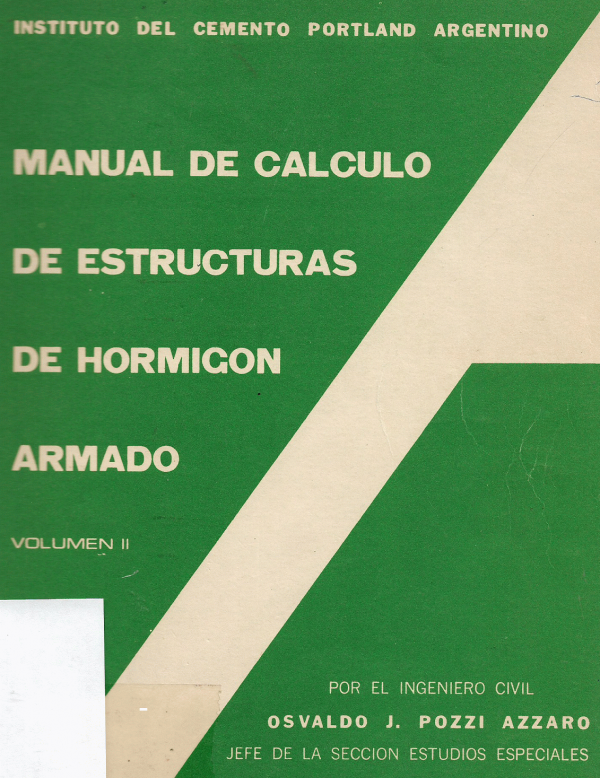 INSTITUTO DEL CEMENTO PORTLAND ARGENTINO
MANUAL DE CALCULO
DE ESTRUCTURAS
DE HORMIGON
ARMADO
VOLUMEN II
POR EL INGENIERO CIVIL
OSVALDO J. POZZI AZZARO
JEFE DE LA SECCION ESTUDIOS ESPECIALES